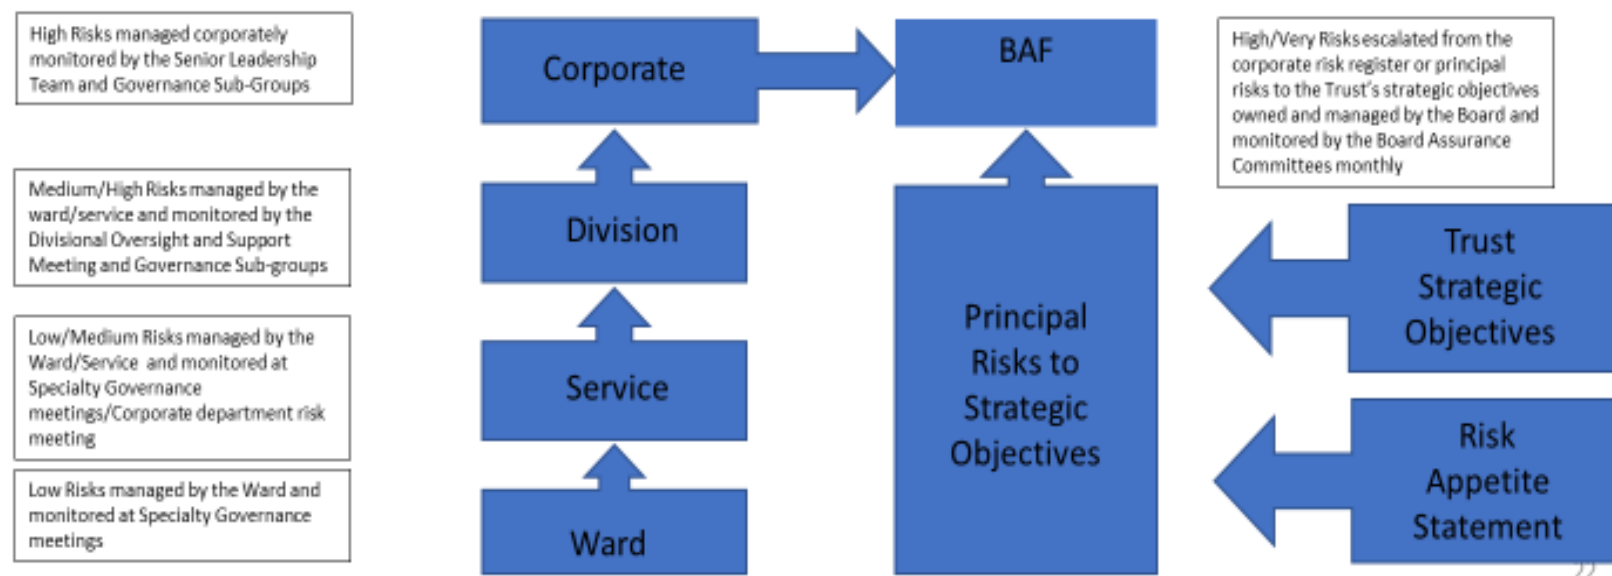 High Risks managed corporately
monitored by the Senior Leadership
Team and Governance Sub-Groups
Corporate
BAF
High/Very Risks escalated from the
corporate risk register or principal
risks to the Trust's strategic objectives
owned and managed by the Board and
monitored by the Board Assurance
Committees monthly
Medium/High Risks managed by the
ward/service and monitored by the
Divisional Oversight and Support
Meeting and Governance Sub-groups
Division
Trust
Strategic
Objectives
Low/Medium Risks managed by the
Ward/Service and monitored at
Specialty Governance
meetings/Corporate department risk
meeting
Service
Principal
Risks to
Strategic
Objectives
Risk
Appetite
Statement
Low Risks managed by the Ward and
monitored at Specialty Governance
meetings
Ward